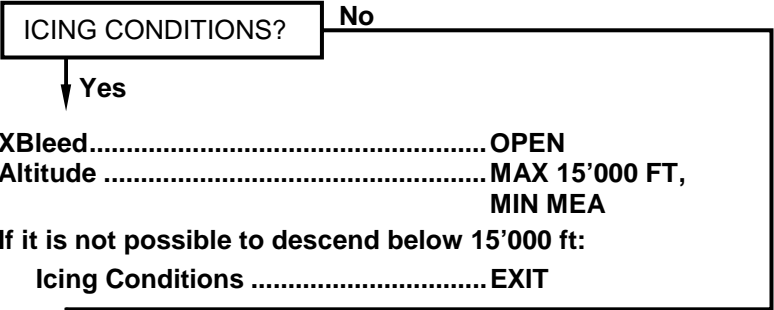 ICING CONDITIONS?
No
Yes
XBleed......................................................OPEN
Altitude ....................................................MAX 15’000 FT,
MIN MEA
If it is not possible to descend below 15’000 ft:
Icing Conditions ................................EXIT